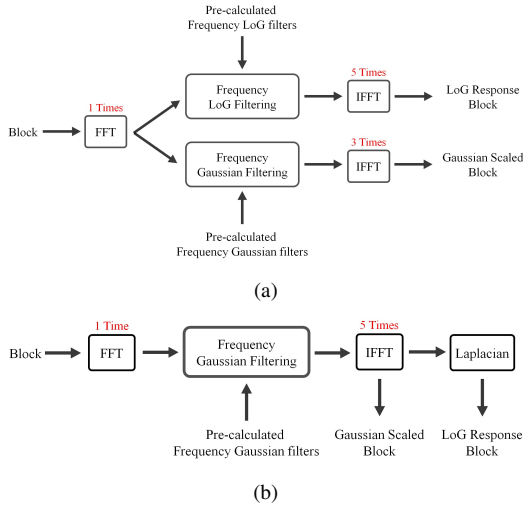 Pre-calculated
Frequency LoG filters
5 Times
1 Times
Frequency
LoG Filtering
IFFT
LoG Response
Block
Block
FFT
3 Times
Frequency
Gaussian Filtering
IFFT
Gaussian Scaled
Block
Pre-calculated
Frequency Gaussian filters
(a)
1 Time
5 Times
Block
FFT
Frequency
Gaussian Filtering
IFFT
Laplacian
Pre-calculated
Frequency Gaussian filters
Gaussian Scaled
Block
LoG Response
Block
(b)